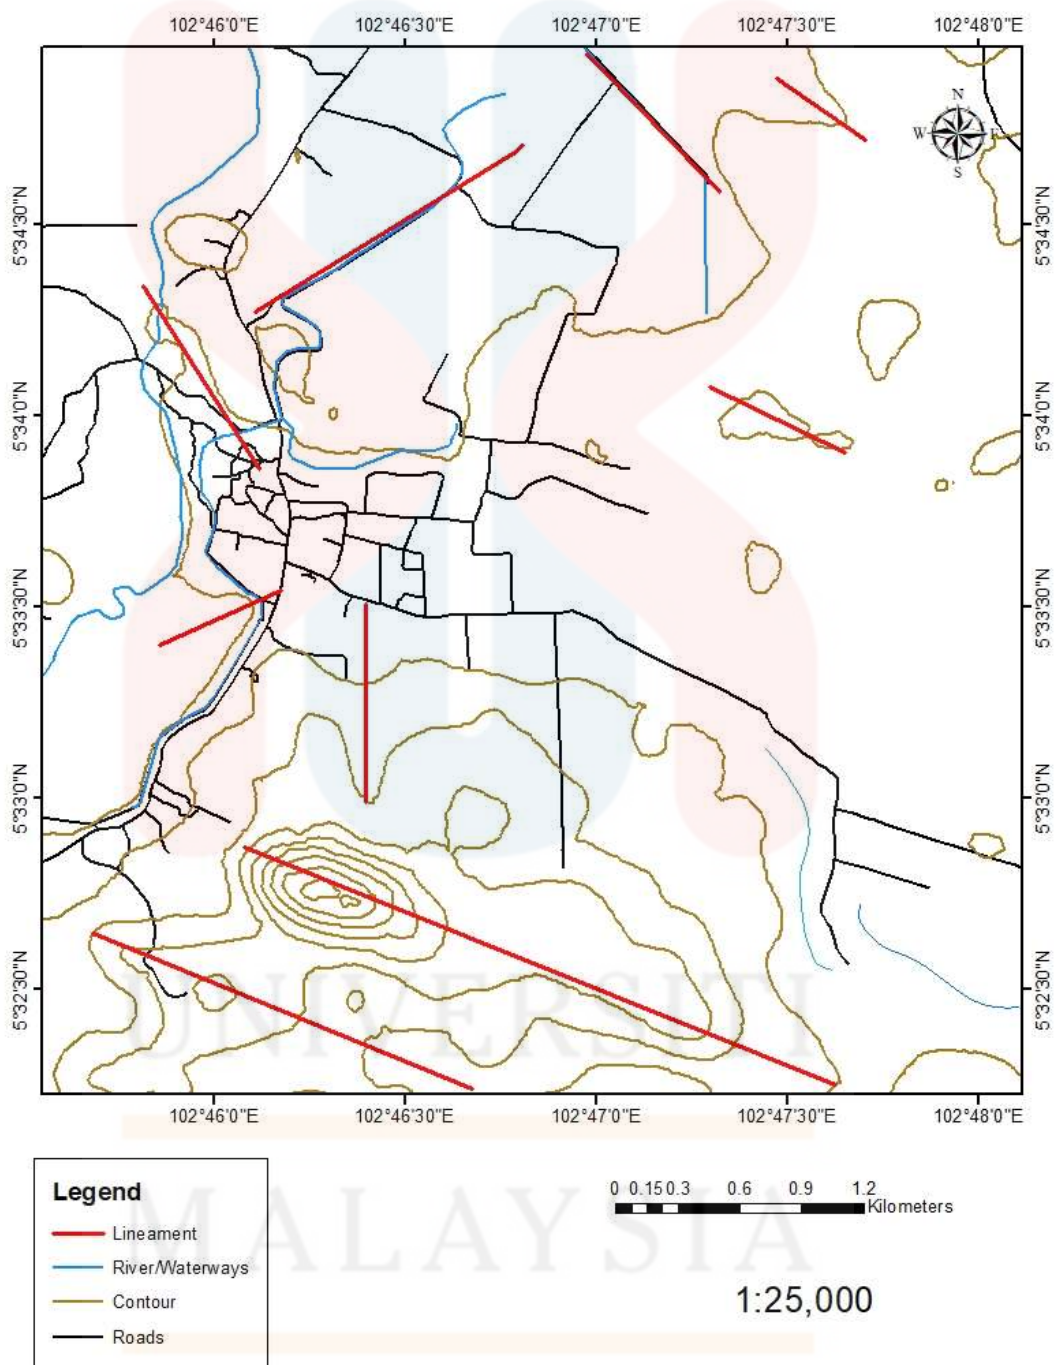 102°46'0"E 102°46'30"E 102°47'0"E 102°47'30"E 102°48'0"E
N
W E
S
5°34'30"N 5°34'30"N
5°34'0"N 5°34'0"N
5°33'30"N 5°33'30"N
5°33'0"N 5°33'0"N
5°32'30"N 5°32'30"N
UNIVERSITI
102°46'0"E 102°46'30"E 102°47'0"E 102°47'30"E 102°48'0"E
MALAYSIA
Legend
Lineament
River/Waterways
Contour
Roads
0 0.15 0.3 0.6 0.9 1.2
Kilometers
1:25,000